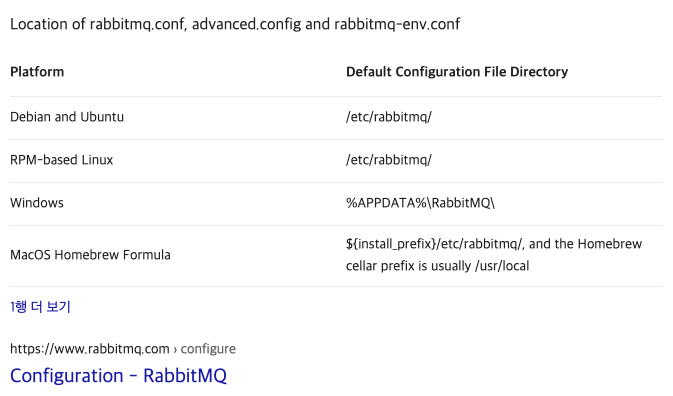 Location of rabbitmq.conf, advanced.config and rabbitmq-env.conf
Platform Default Configuration File Directory
Debian and Ubuntu /etc/rabbitmq/
RPM-based Linux /etc/rabbitmq/
Windows %APPDATA%\RabbitMQ\
MacOS Homebrew Formula ${install_prefix}/etc/rabbitmq/, and the Homebrew
cellar prefix is usually /usr/local
1행 더 보기
https://www.rabbitmq.com › configure
Configuration - RabbitMQ